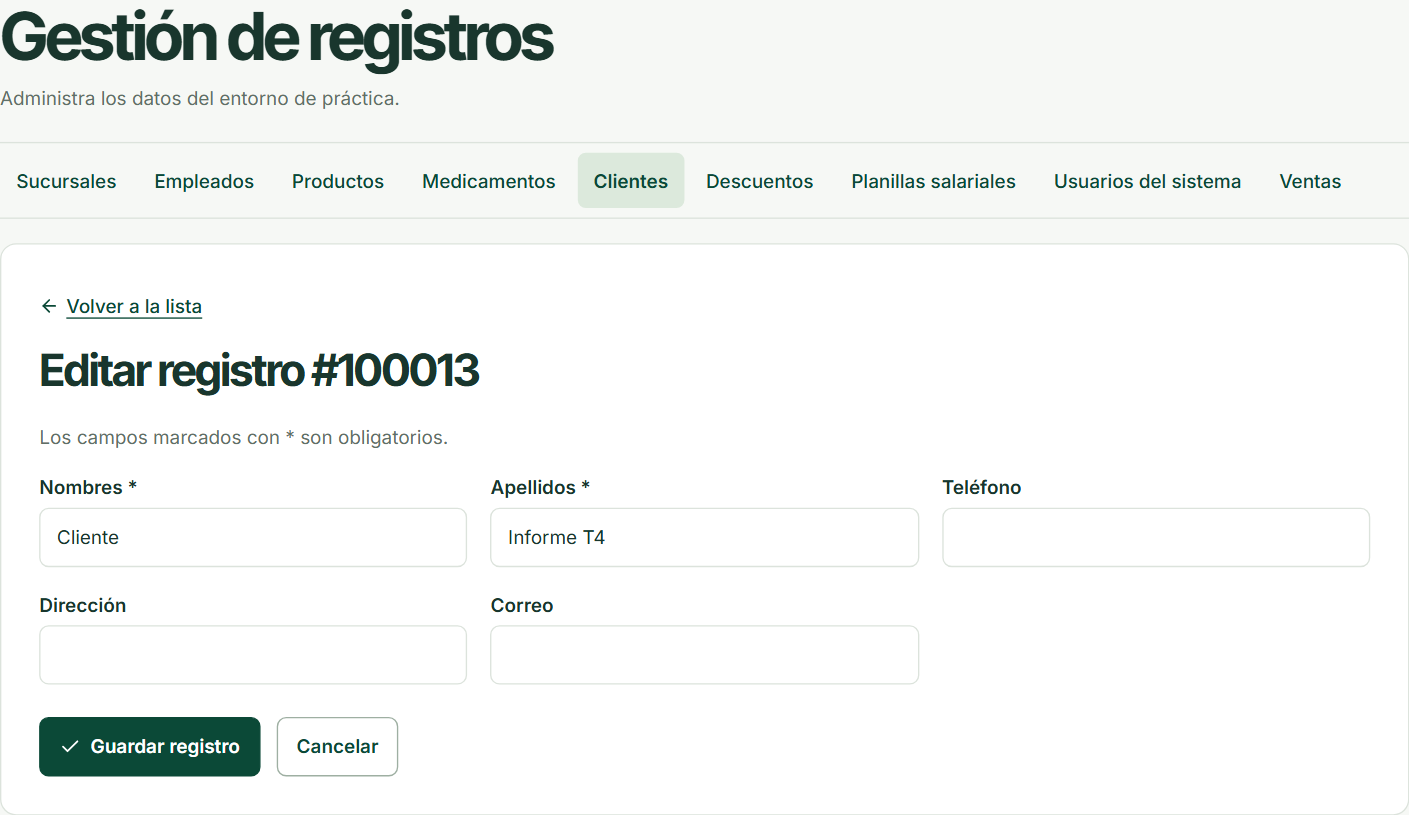 Gestión de registros
Administra los datos del entorno de práctica.
Sucursales Empleados Productos Medicamentos Clientes Descuentos Planillas salariales Usuarios del sistema Ventas
← Volver a la lista
Editar registro #100013
Los campos marcados con * son obligatorios.
Nombres * Apellidos * Teléfono
Cliente Informe T4
Dirección Correo
Guardar registro Cancelar